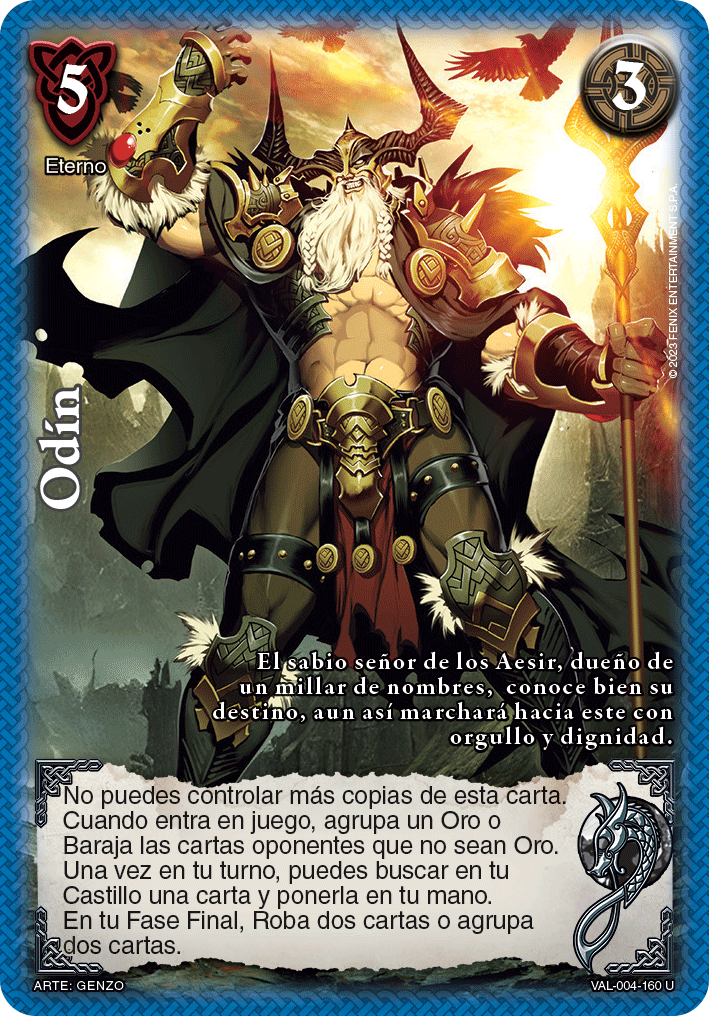 5
3
Eterno
© 2023 FENIX ENTERTAINMENT S.P.A.
Odín
El sabio señor de los Aesir, dueño de
un millar de nombres, conoce bien su
destino, aun así marchará hacia este con
orgullo y dignidad.
No puedes controlar más copias de esta carta.
Cuando entra en juego, agrupa un Oro o
Baraja las cartas oponentes que no sean Oro.
Una vez en tu turno, puedes buscar en tu
Castillo una carta y ponerla en tu mano.
En tu Fase Final, Roba dos cartas o agrupa
dos cartas.
ARTE: GENZO
VAL-004-160 U